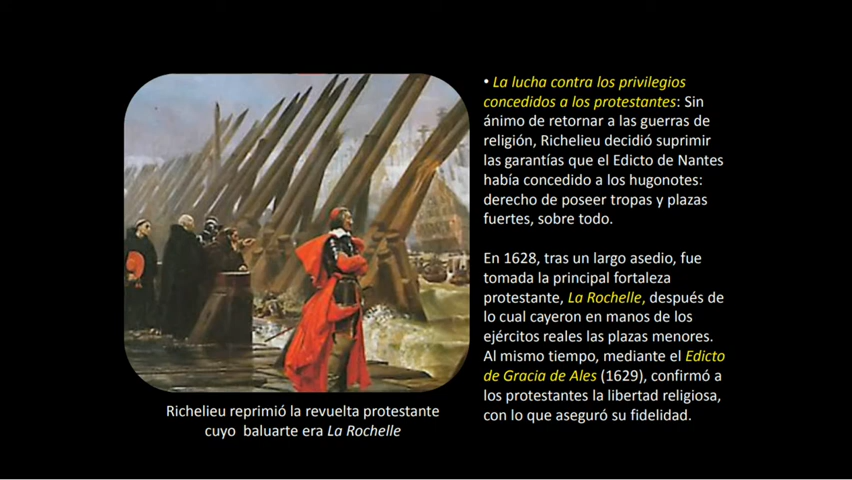 • La lucha contra los privilegios
concedidos a los protestantes: Sin
ánimo de retornar a las guerras de
religión, Richelieu decidió suprimir
las garantías que el Edicto de Nantes
había concedido a los hugonotes:
derecho de poseer tropas y plazas
fuertes, sobre todo.
En 1628, tras un largo asedio, fue
tomada la principal fortaleza
protestante, La Rochelle, después de
lo cual cayeron en manos de los
ejércitos reales las plazas menores.
Al mismo tiempo, mediante el Edicto
de Gracia de Ales (1629), confirmó a
los protestantes la libertad religiosa,
con lo que aseguró su fidelidad.
Richelieu reprimió la revuelta protestante
cuyo baluarte era La Rochelle